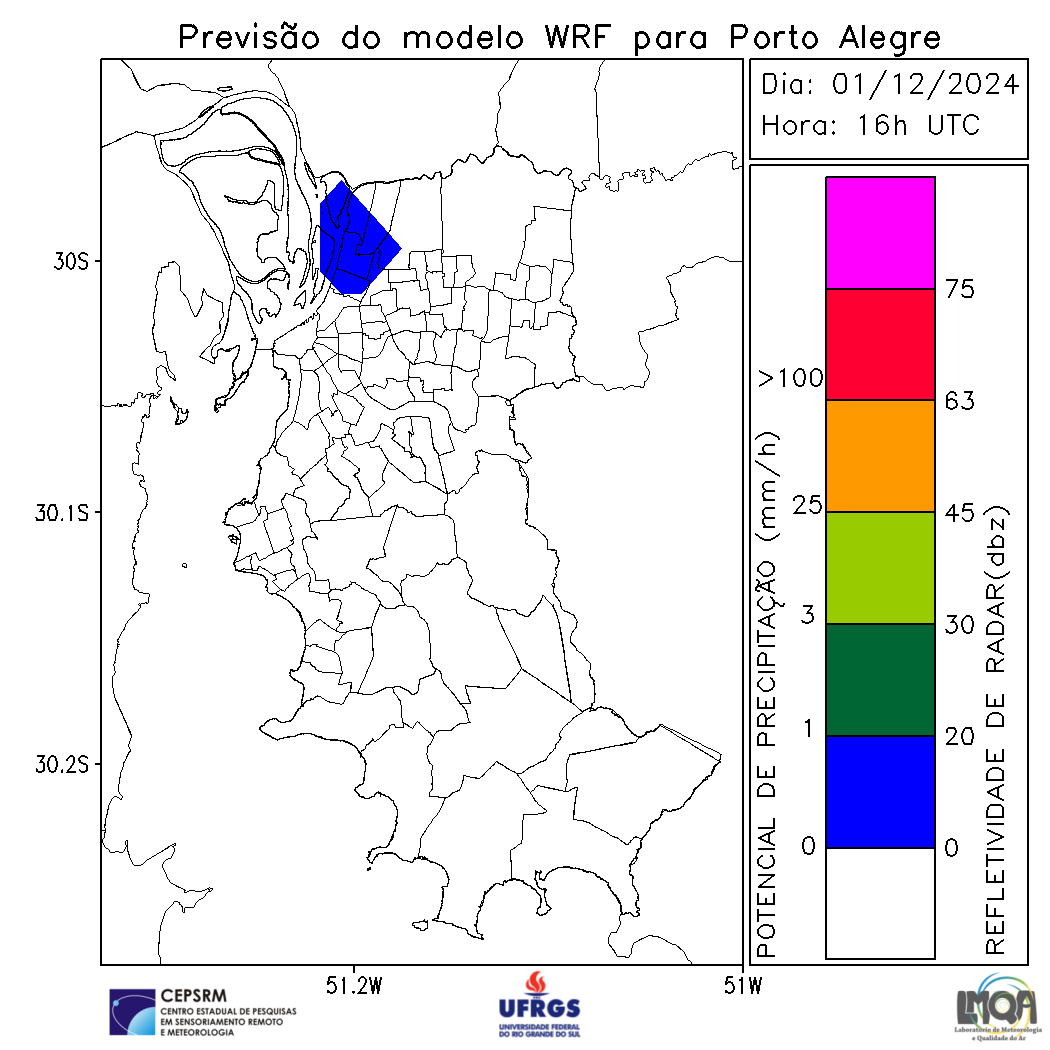 Previsão do modelo WRF para Porto Alegre
Dia: 01/12/2024
Hora: 16h UTC
30S
30.1S
30.2S
51.2W
51W
POTENCIAL DE PRECIPITAÇÃO (mm/h)
>100
25
3
1
0
75
63
45
30
20
0
REFLETIVIDADE DE RADAR(dbz)
CEPSRM
CENTRO ESTADUAL DE PESQUISAS
EM SENSORIAMENTO REMOTO
E METEOROLOGIA
UFRGS
UNIVERSIDADE FEDERAL
DO RIO GRANDE DO SUL
LMQA
Laboratório de Meteorologia
e Qualidade do Ar